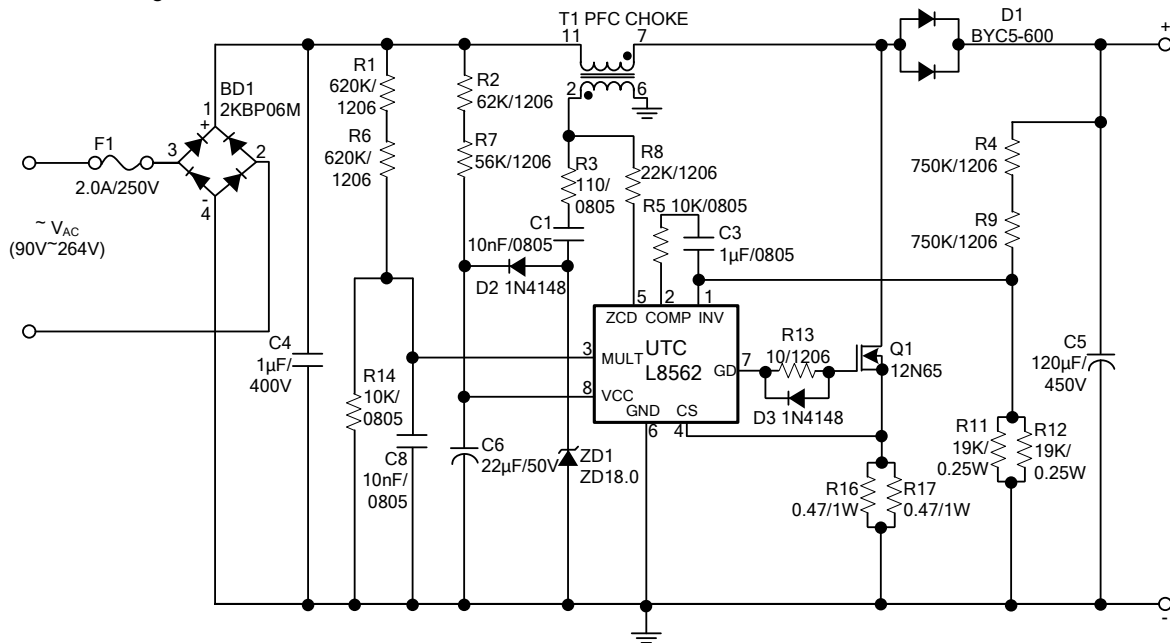 T1 PFC CHOKE
11
7
2
6
D1
BYC5-600
+
R1
620K/
1206
R6
620K/
1206
R2
62K/1206
R7
56K/1206
BD1
2KBP06M
1
+
3
2
-
4
F1
2.0A/250V
~ VAC
(90V~264V)
R3
110/
0805
R8
22K/1206
R5 10K/0805
C1
10nF/0805
C3
1μF/0805
D2 1N4148
R4
750K/1206
R9
750K/1206
5
2
1
ZCD
COMP
INV
3
MULT
UTC
L8562
8
VCC
GD
7
GND
CS
6
4
R13
10/1206
D3 1N4148
Q1
12N65
C4
1μF/
400V
R14
10K/
0805
C8
10nF/
0805
C6
22μF/50V
ZD1
ZD18.0
R16
0.47/1W
R17
0.47/1W
R11
19K/
0.25W
R12
19K/
0.25W
C5
120μF/
450V
-